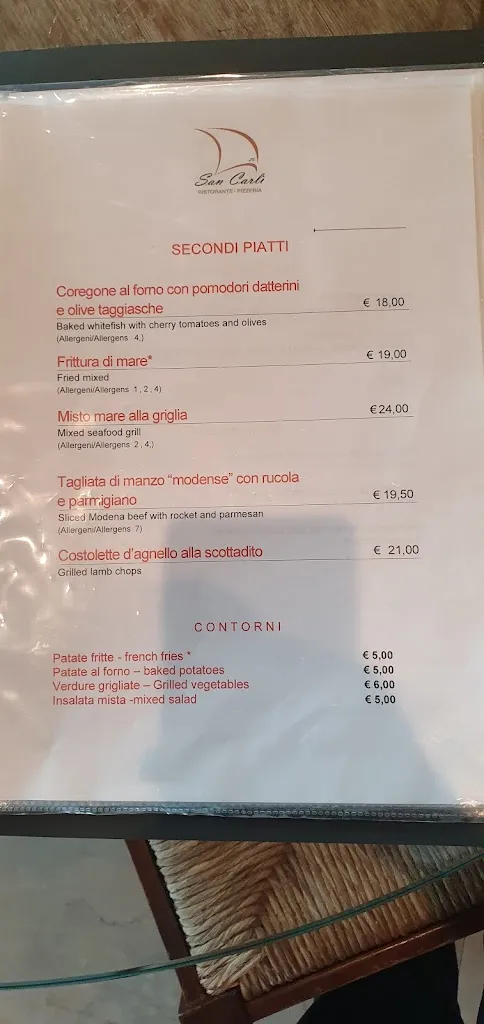 San Carlì
RISTORANTE - PIZZERIA
SECONDI PIATTI
Coregone al forno con pomodori datterini
e olive taggiasche € 18,00
Baked whitefish with cherry tomatoes and olives
(Allergeni/Allergens 4,)
Frittura di mare* € 19,00
Fried mixed
(Allergeni/Allergens 1, 2 , 4)
Misto mare alla griglia €24,00
Mixed seafood grill
(Allergeni/Allergens 2 , 4,)
Tagliata di manzo "modense" con rucola
e parmigiano € 19,50
Sliced Modena beef with rocket and parmesan
(Allergeni/Allergens 7)
Costolette d'agnello alla scottadito € 21,00
Grilled lamb chops
CONTORNI
Patate fritte - french fries * € 5,00
Patate al forno – baked potatoes € 5,00
Verdure grigliate – Grilled vegetables € 6,00
Insalata mista -mixed salad € 5,00